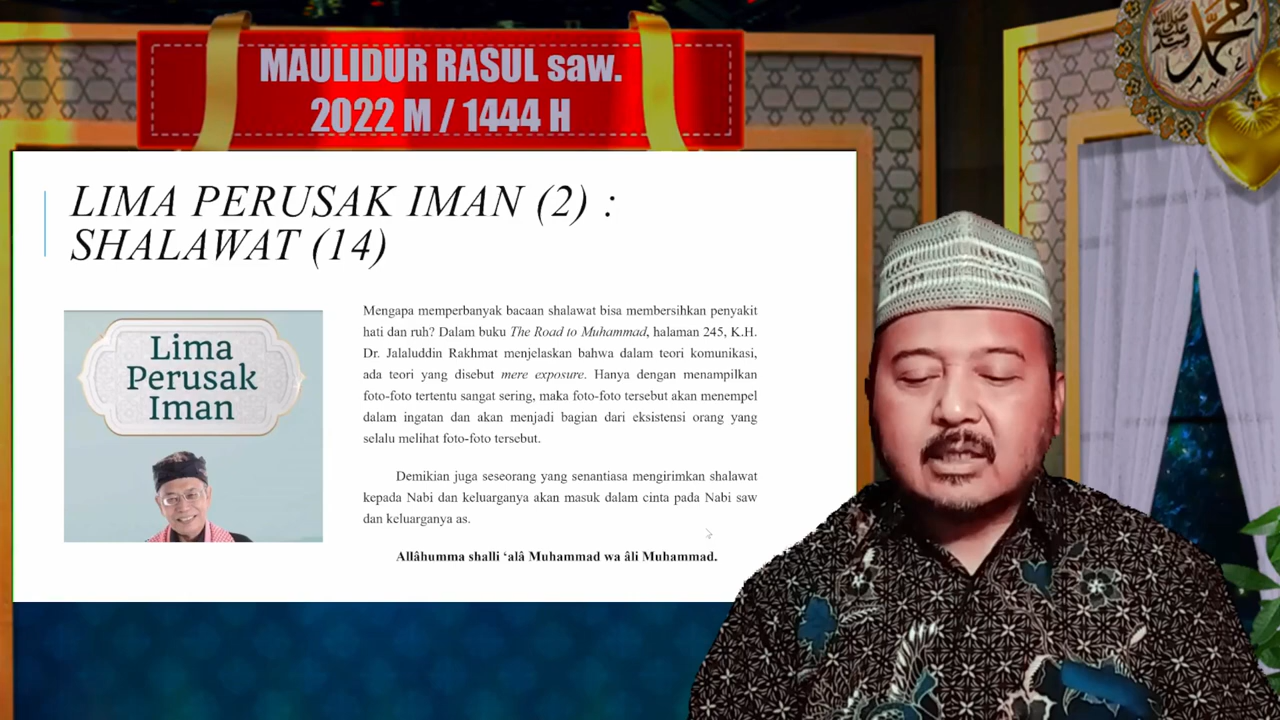 MAULIDUR RASUL saw.
2022 M / 1444 H
LIMA PERUSAK IMAN (2) :
SHALAWAT (14)
Lima
Perusak
Iman
Mengapa memperbanyak bacaan shalawat bisa membersihkan penyakit
hati dan ruh? Dalam buku The Road to Muhammad, halaman 245, K.H.
Dr. Jalaluddin Rakhmat menjelaskan bahwa dalam teori komunikasi,
ada teori yang disebut mere exposure. Hanya dengan menampilkan
foto-foto tertentu sangat sering, maka foto-foto tersebut akan menempel
dalam ingatan dan akan menjadi bagian dari eksistensi orang yang
selalu melihat foto-foto tersebut.
Demikian juga seseorang yang senantiasa mengirimkan shalawat
kepada Nabi dan keluarganya akan masuk dalam cinta pada Nabi saw
dan keluarganya as.
Allâhumma shalli ‘alâ Muhammad wa âli Muhammad.
محمد
صلى الله عليه وسلم